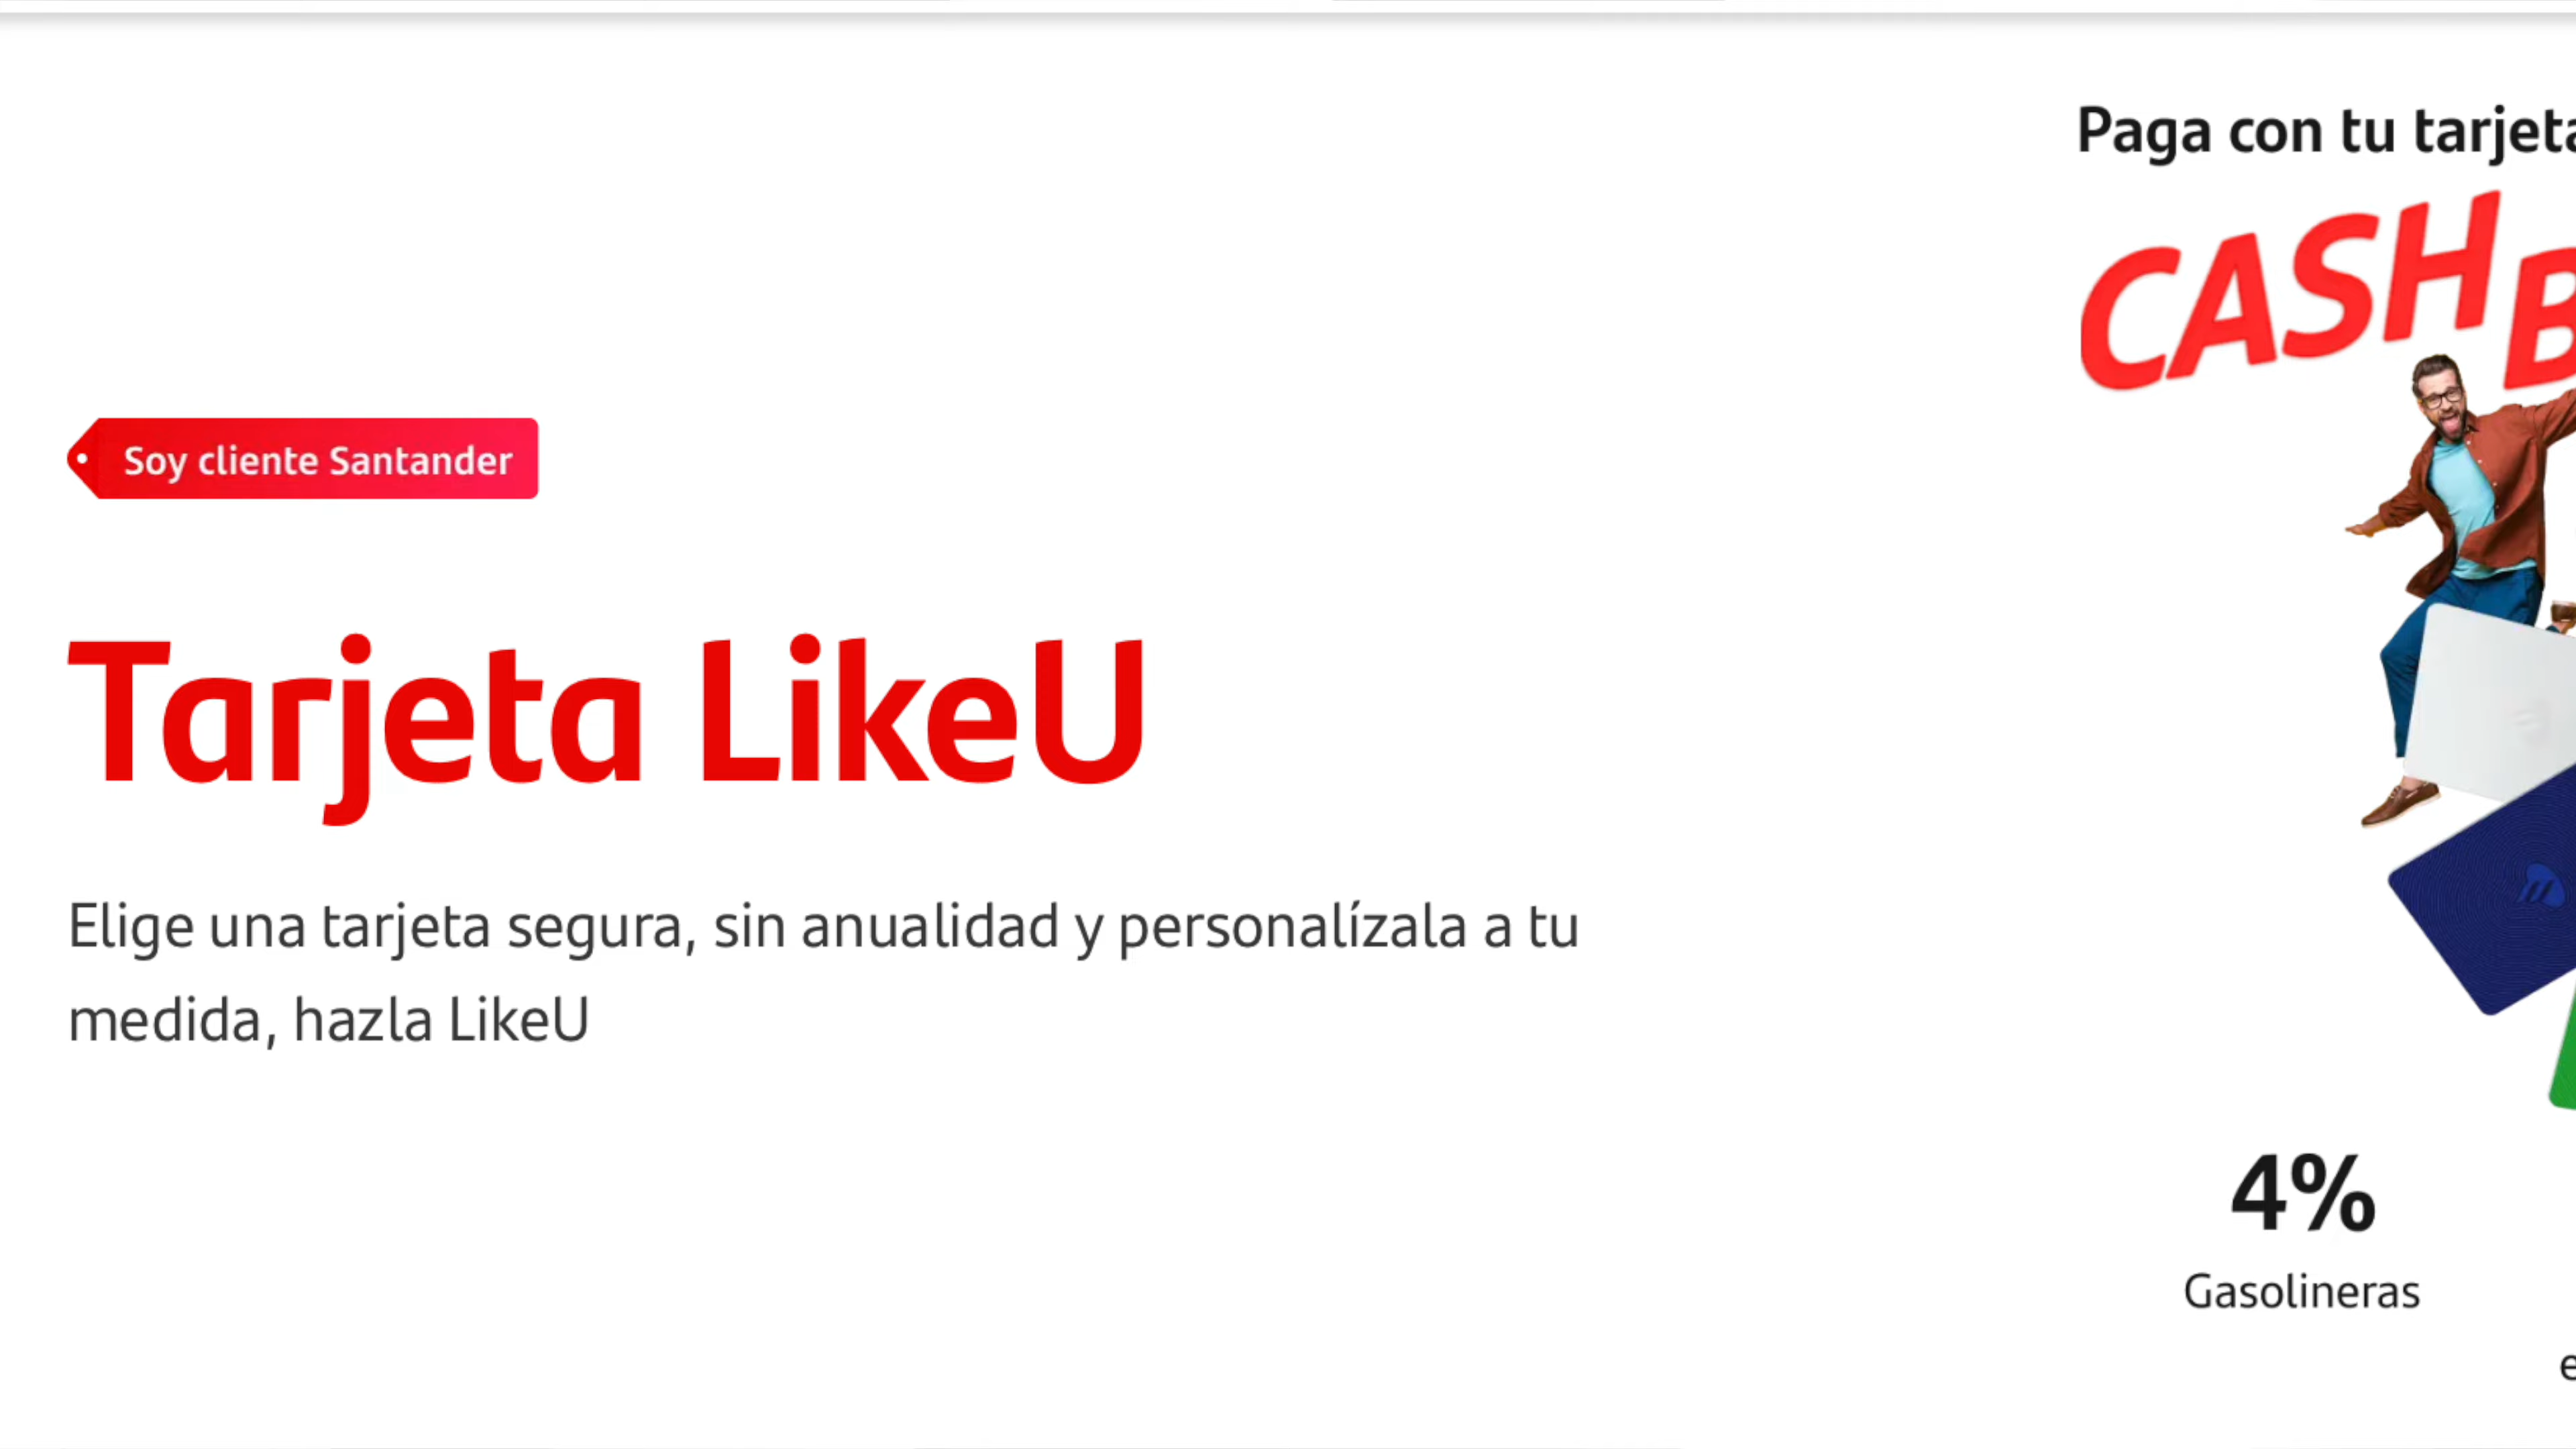 Paga con tu tarjeta
CASH
Soy cliente Santander
Tarjeta LikeU
Elige una tarjeta segura, sin anualidad y personalízala a tu
medida, hazla LikeU
4%
Gasolineras